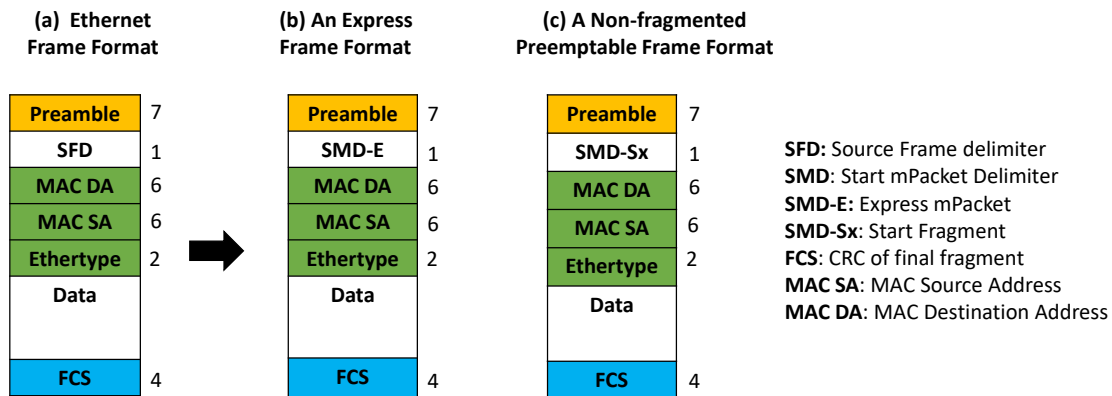 (a) Ethernet
Frame Format
Preamble 7
SFD 1
MAC DA 6
MAC SA 6
Ethertype 2
Data
FCS 4
(b) An Express
Frame Format
Preamble 7
SMD-E 1
MAC DA 6
MAC SA 6
Ethertype 2
Data
FCS 4
(c) A Non-fragmented
Preemptable Frame Format
Preamble 7
SMD-Sx 1
MAC DA 6
MAC SA 6
Ethertype 2
Data
FCS 4
SFD: Source Frame delimiter
SMD: Start mPacket Delimiter
SMD-E: Express mPacket
SMD-Sx: Start Fragment
FCS: CRC of final fragment
MAC SA: MAC Source Address
MAC DA: MAC Destination Address